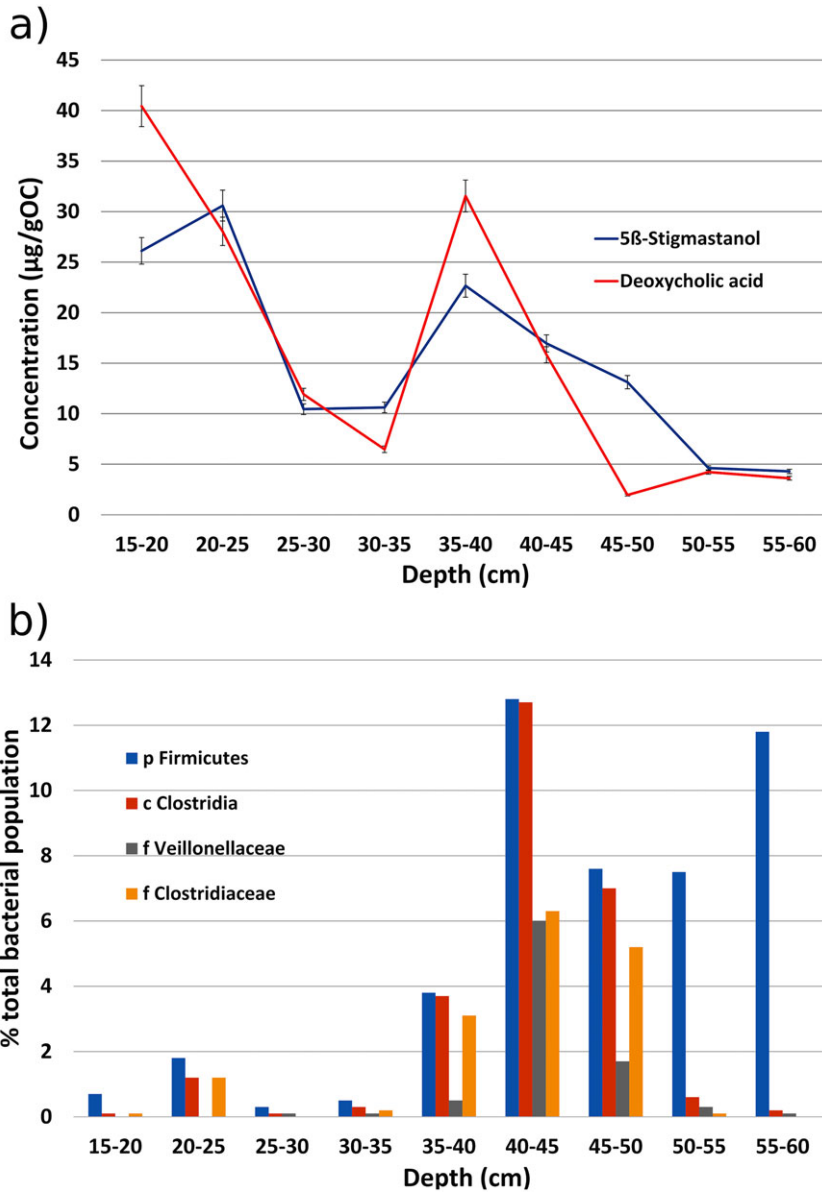 a)
Concentration (µg/gOC)
45
40
35
30
25
20
15
10
5
0
5ß-Stigmastanol
Deoxycholic acid
15-20 20-25 25-30 30-35 35-40 40-45 45-50 50-55 55-60
Depth (cm)
b)
% total bacterial population
14
12
10
8
6
4
2
0
p Firmicutes
c Clostridia
f Veillonellaceae
f Clostridiaceae
15-20 20-25 25-30 30-35 35-40 40-45 45-50 50-55 55-60
Depth (cm)